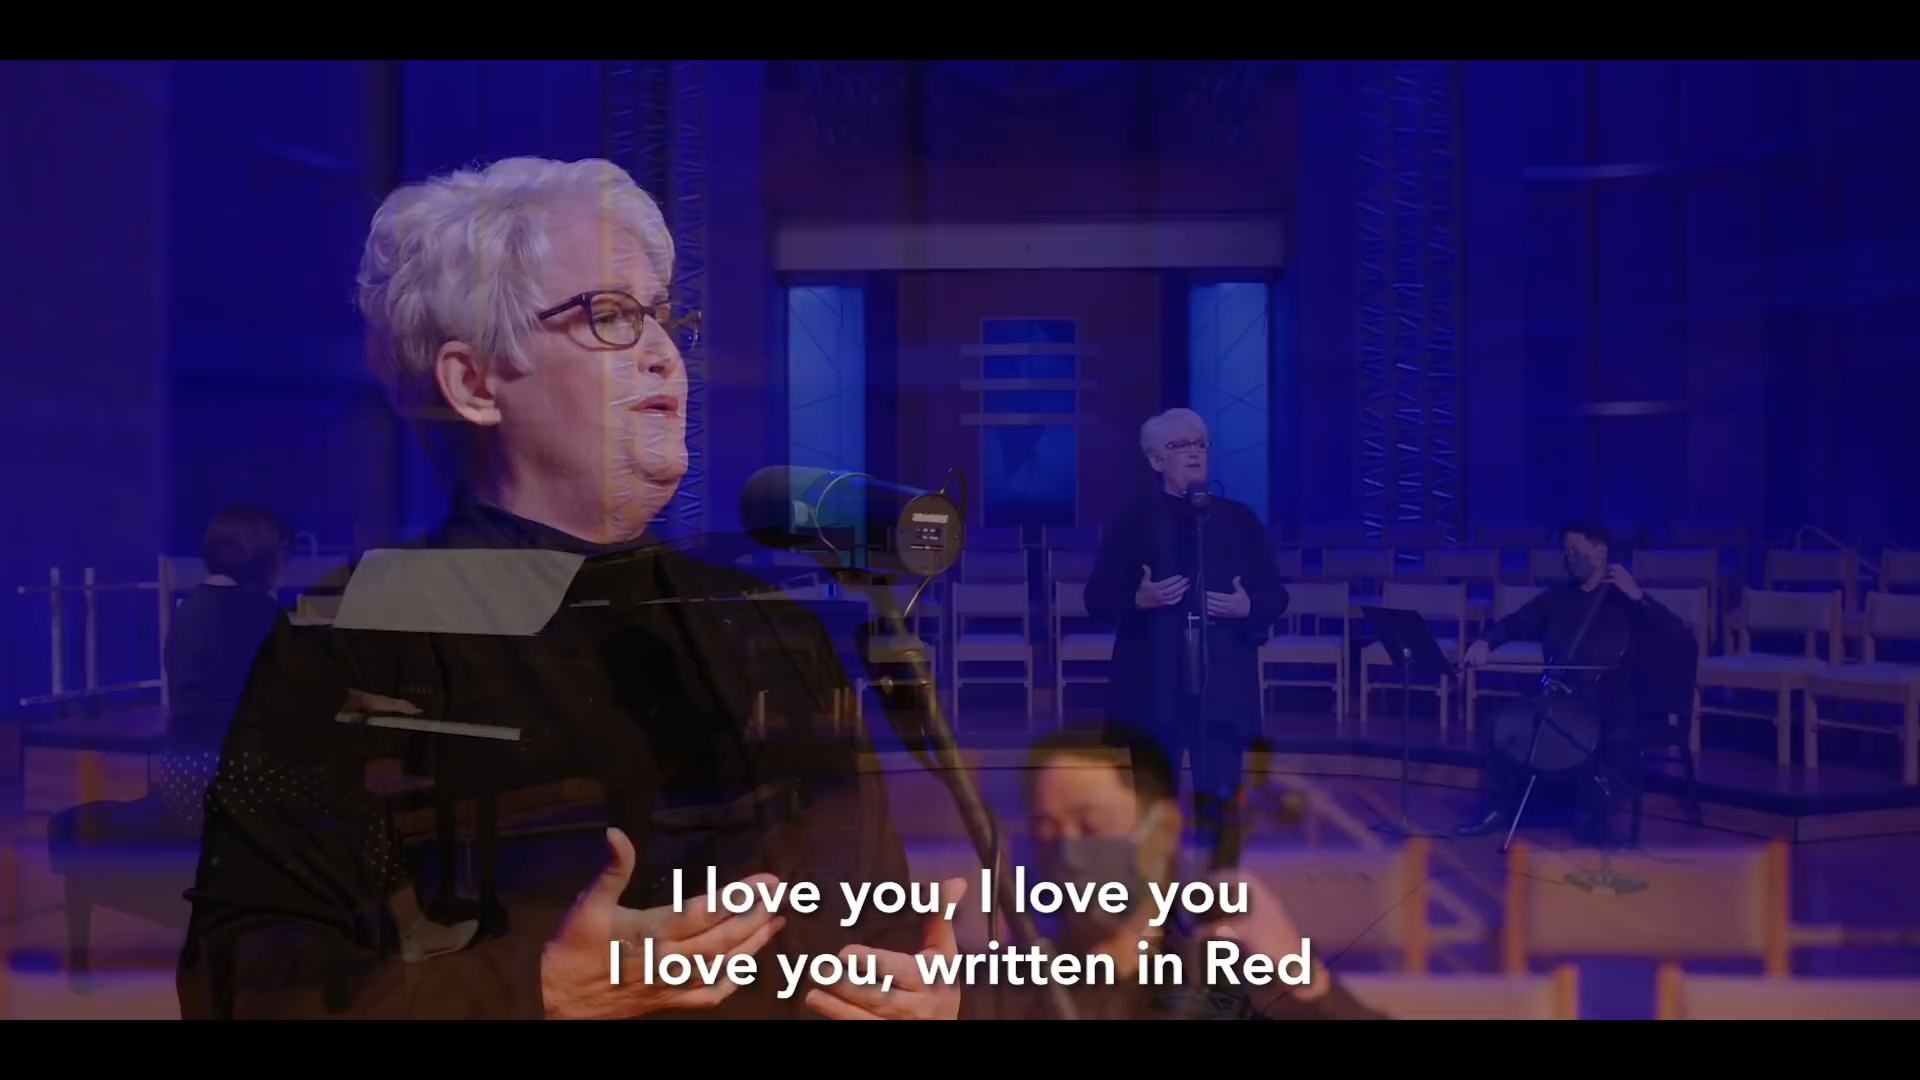 I love you, I love you
I love you, written in Red